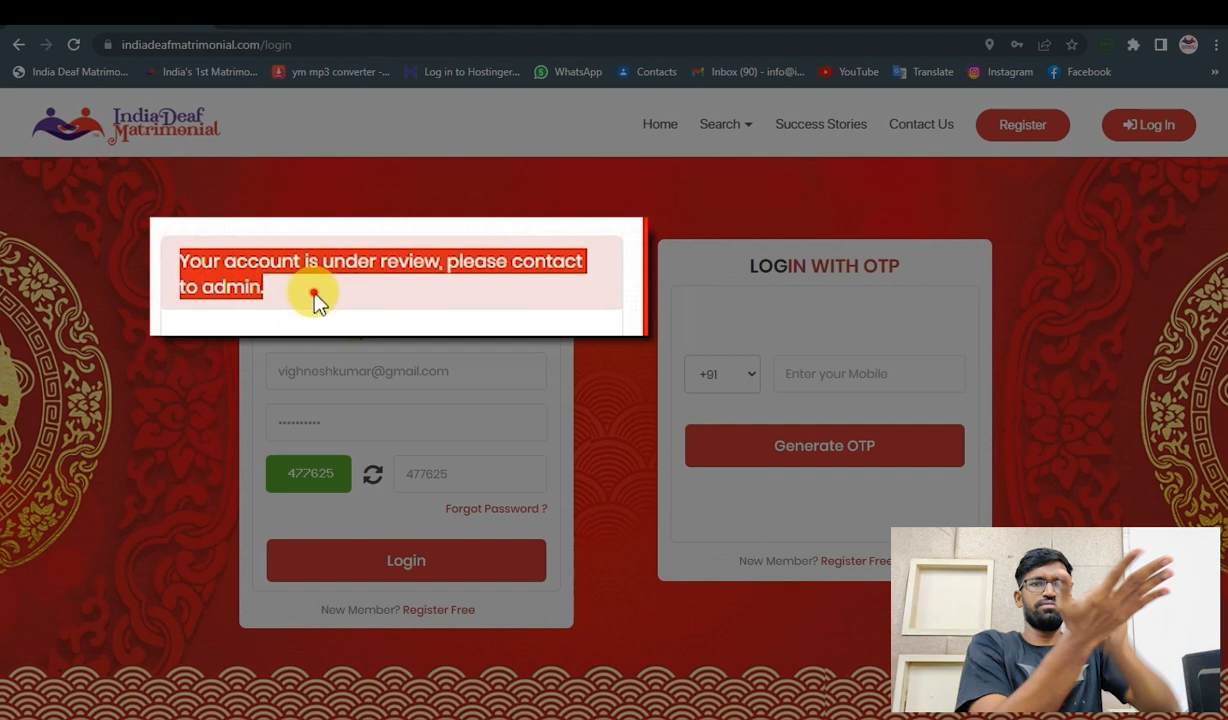 indiadeafmatrimonial.com/login
India Deaf Matrimo... India's 1st Matrimo... ym mp3 converter -... Log in to Hostinger... WhatsApp Contacts Inbox (90) - info@i... YouTube Translate Instagram Facebook »
India Deaf
Matrimonial
Home Search Success Stories Contact Us Register Log In
Your account is under review, please contact
to admin.
vighneshkumar@gmail.com
••••••••••
477625 477625
Forgot Password ?
Login
New Member? Register Free
LOGIN WITH OTP
+91 Enter your Mobile
Generate OTP
New Member? Register Free